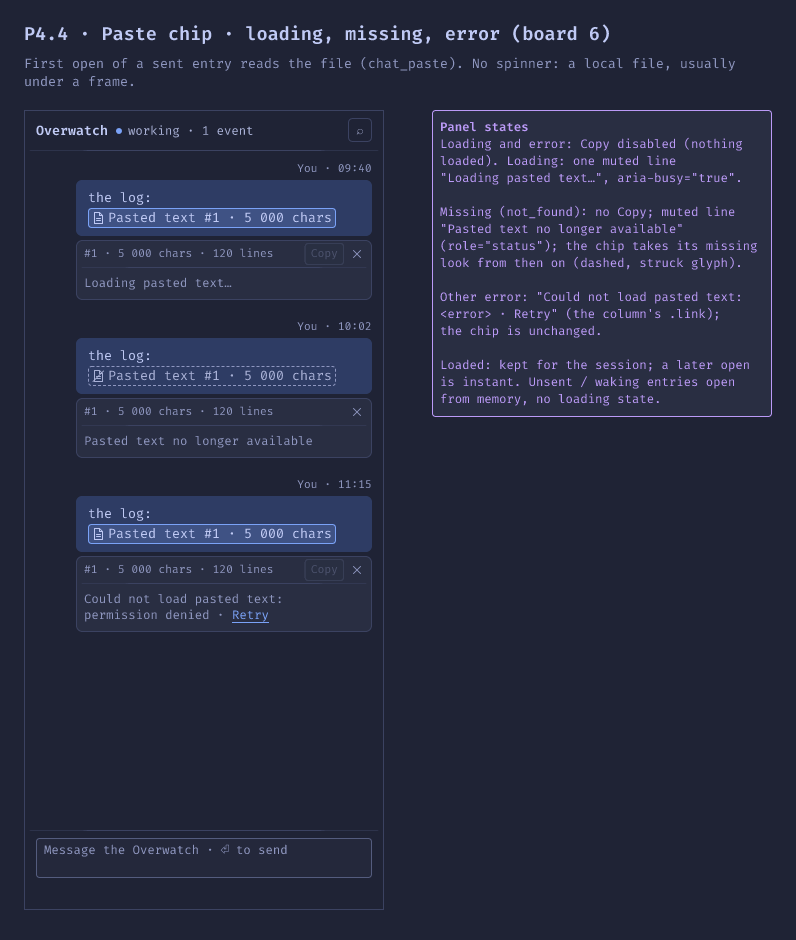 P4.4 · Paste chip · loading, missing, error (board 6)
First open of a sent entry reads the file (chat_paste). No spinner: a local file, usually
under a frame.
Overwatch ● working · 1 event ⌕
You · 09:40
the log:
Pasted text #1 · 5 000 chars
#1 · 5 000 chars · 120 lines Copy ×
Loading pasted text…
You · 10:02
the log:
Pasted text #1 · 5 000 chars
#1 · 5 000 chars · 120 lines ×
Pasted text no longer available
You · 11:15
the log:
Pasted text #1 · 5 000 chars
#1 · 5 000 chars · 120 lines Copy ×
Could not load pasted text:
permission denied · Retry
Message the Overwatch · ⏎ to send
Panel states
Loading and error: Copy disabled (nothing
loaded). Loading: one muted line
"Loading pasted text…", aria-busy="true".
Missing (not_found): no Copy; muted line
"Pasted text no longer available"
(role="status"); the chip takes its missing
look from then on (dashed, struck glyph).
Other error: "Could not load pasted text:
<error> · Retry" (the column's .link);
the chip is unchanged.
Loaded: kept for the session; a later open
is instant. Unsent / waking entries open
from memory, no loading state.